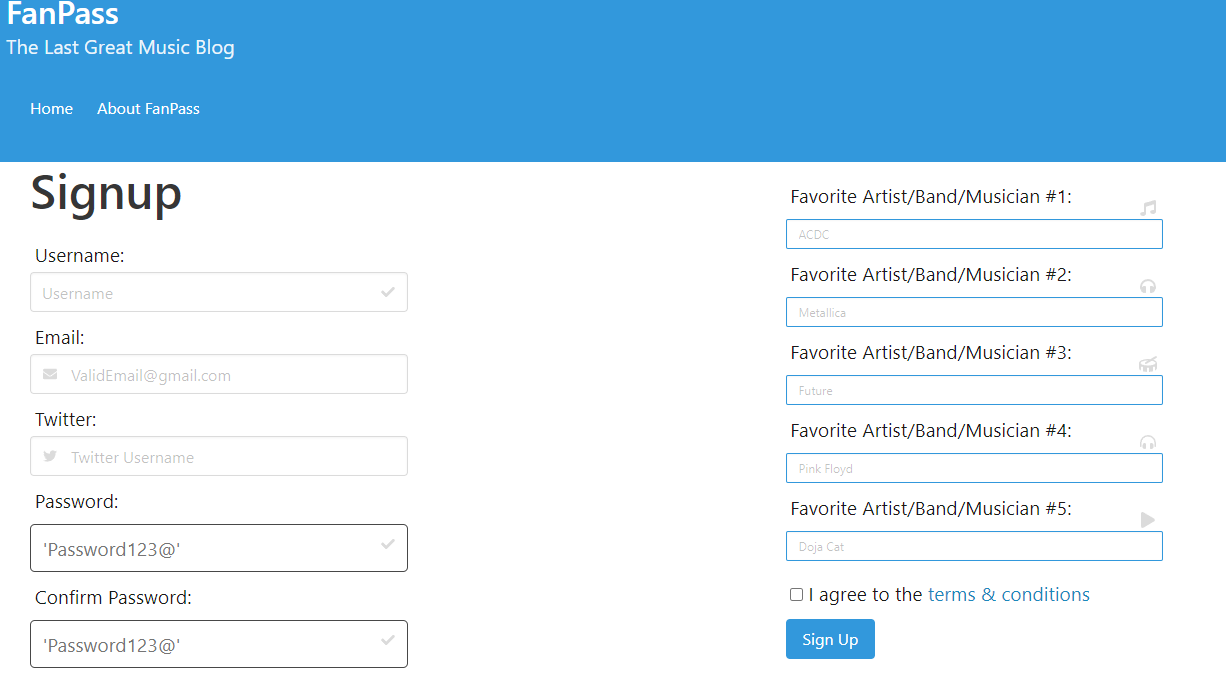 FanPass
The Last Great Music Blog
Home About FanPass
Signup
Username:
Username
Email:
ValidEmail@gmail.com
Twitter:
Twitter Username
Password:
'Password123@'
Confirm Password:
'Password123@'
Favorite Artist/Band/Musician #1:
ACDC
Favorite Artist/Band/Musician #2:
Metallica
Favorite Artist/Band/Musician #3:
Future
Favorite Artist/Band/Musician #4:
Pink Floyd
Favorite Artist/Band/Musician #5:
Doja Cat
I agree to the terms & conditions
Sign Up